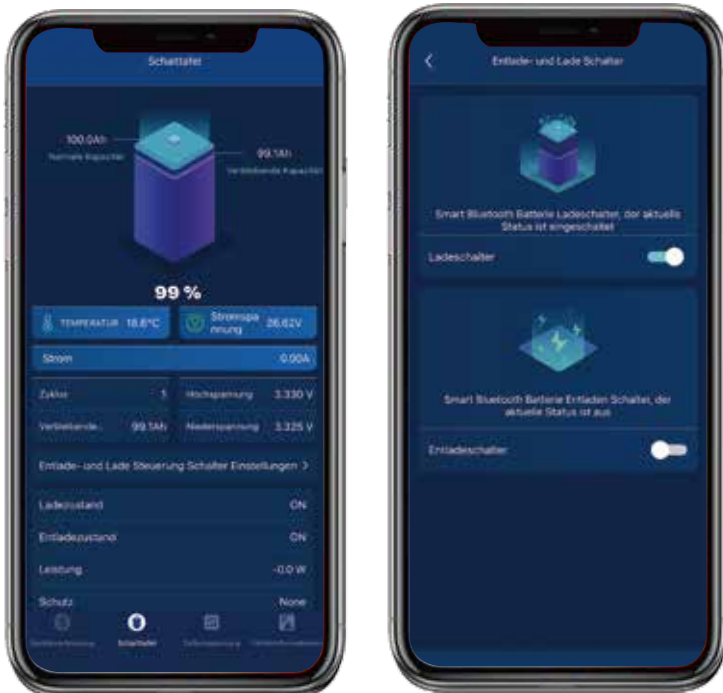 Schalttafel
100.0Ah
Normale Kapazität
99.1Ah
Verbleibende Kapazität
99 %
TEMPERATUR 18.6°C
Stromspa
nnung
26.62V
Strom 0.00A
Zyklus 1
Hochspannung 3.330 V
Verbleibende... 99.1Ah
Niederspannung 3.325 V
Entlade- und Lade Steuerung Schalter Einstellungen >
Ladezustand ON
Entladezustand ON
Leistung -0.0 W
Schutz None
Schalttafel
Entlade- und Lade Schalter
Smart Bluetooth Batterie Ladeschalter, der aktuelle
Status ist eingeschaltet
Ladeschalter
Smart Bluetooth Batterie Entladen Schalter, der
aktuelle Status ist aus
Entladeschalter